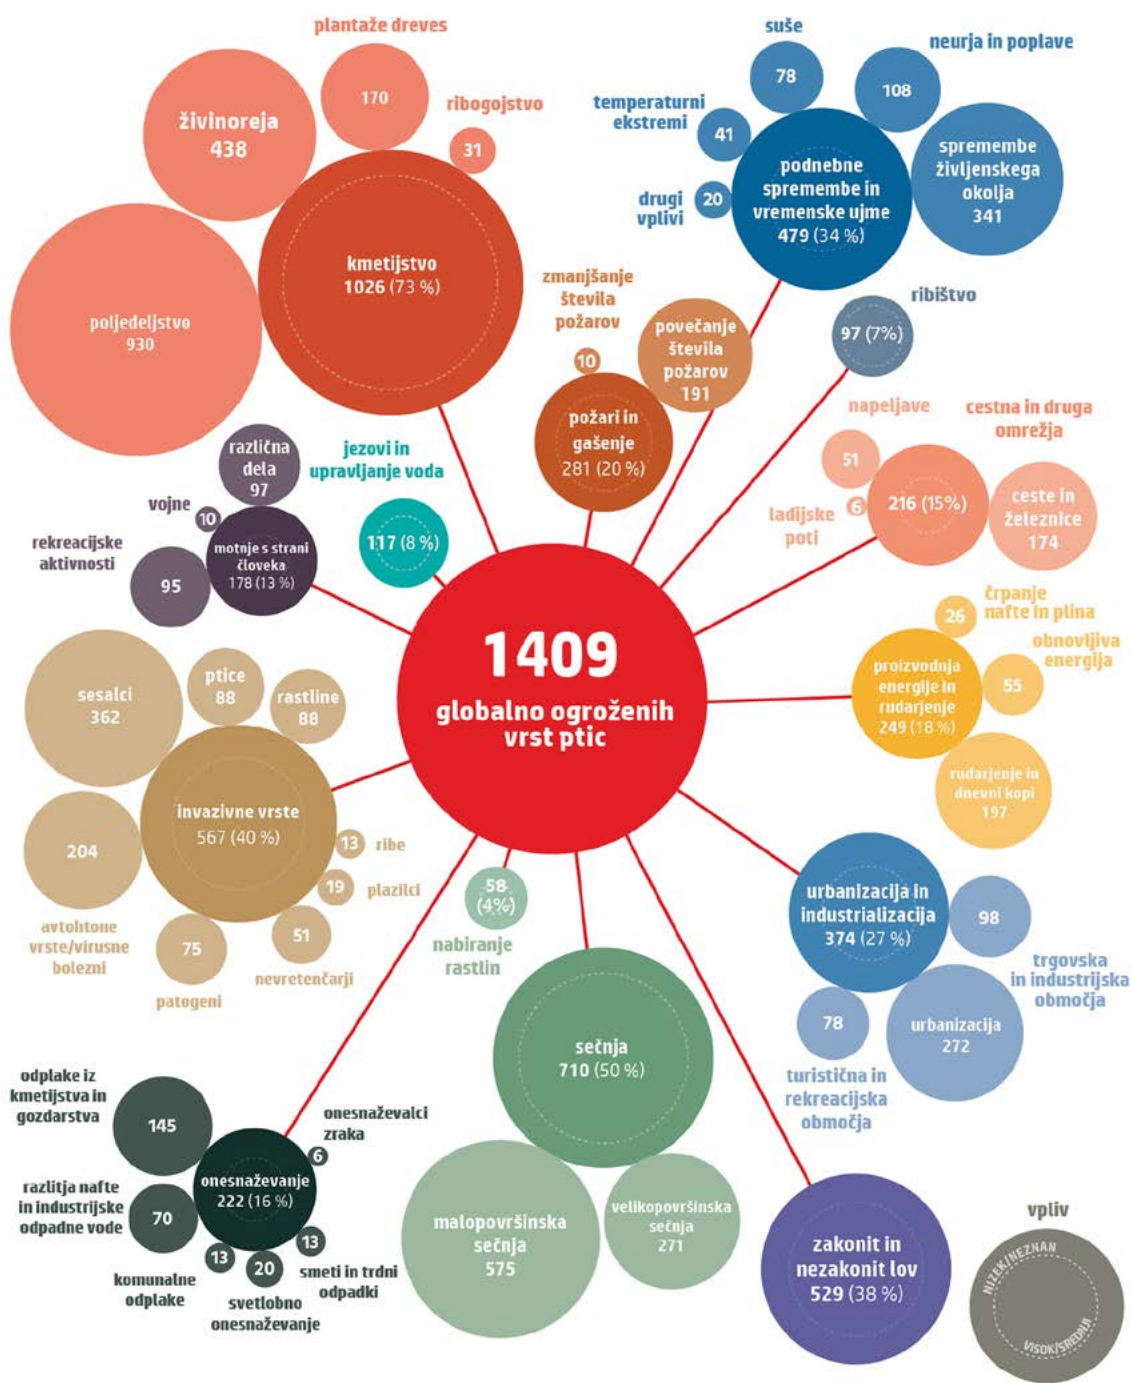 plantaže dreves
170
živinoreja
438
ribogojstvo
31
kmetijstvo
1026 (73 %)
poljedeljstvo
930
suše
78
neurja in poplave
108
temperaturni
ekstremi
41
drugi
vplivi
20
podnebne
spremembe in
vremenske ujme
479 (34 %)
spremembe
življenskega
okolja
341
zmanjšanje
števila
požarov
10
povečanje
števila
požarov
191
požari in
gašenje
281 (20 %)
ribištvo
97 (7%)
napeljave
51
cestna in druga
omrežja
216 (15%)
ladijske
poti
6
ceste in
železnice
174
različna
dela
97
vojne
10
rekreacijske
aktivnosti
95
motnje s strani
človeka
178 (13 %)
jezovi in
upravljanje voda
117 (8 %)
1409
globalno ogroženih
vrst ptic
črpanje
nafte in plina
26
obnovljiva
energija
55
proizvodnja
energije in
rudarjenje
249 (18 %)
rudarjenje in
dnevni kopi
197
sesalci
362
ptice
88
rastline
88
invazivne vrste
567 (40 %)
204
avtohtone
vrste/virusne
bolezni
75
patogeni
51
nevretenčarji
19
plazilci
13
ribe
58
(4%)
nabiranje
rastlin
urbanizacija in
industrializacija
374 (27 %)
98
trgovska
in industrijska
območja
78
turistična in
rekreacijska
območja
urbanizacija
272
sečnja
710 (50 %)
malopovršinska
sečnja
575
velikopovršinska
sečnja
271
odplake iz
kmetijstva in
gozdarstva
145
onesnaževalci
zraka
6
onesnaževanje
222 (16 %)
razlitja nafte
in industrijske
odpadne vode
70
13
komunalne
odplake
20
svetlobno
onesnaževanje
13
smeti in trdni
odpadki
zakonit in
nezakonit lov
529 (38 %)
vpliv
NIZEK/NEZNAN
VISOK/SREDNJI